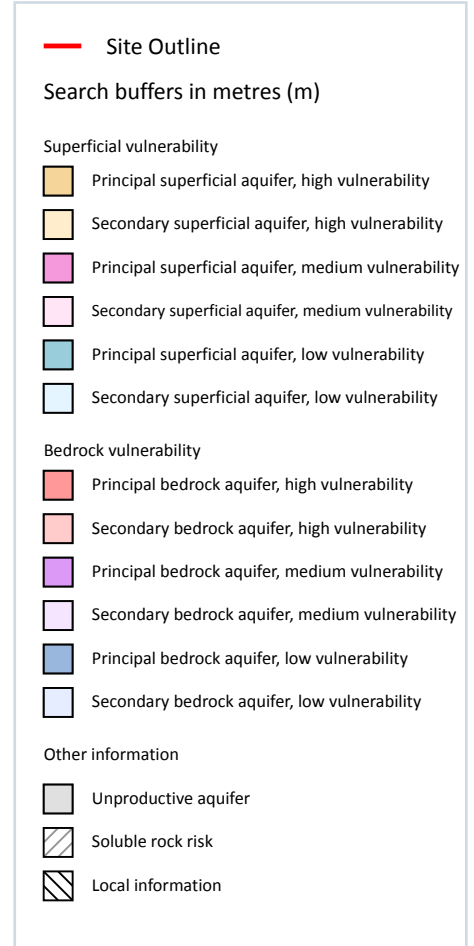 Site Outline
Search buffers in metres (m)
Superficial vulnerability
Principal superficial aquifer, high vulnerability
Secondary superficial aquifer, high vulnerability
Principal superficial aquifer, medium vulnerability
Secondary superficial aquifer, medium vulnerability
Principal superficial aquifer, low vulnerability
Secondary superficial aquifer, low vulnerability
Bedrock vulnerability
Principal bedrock aquifer, high vulnerability
Secondary bedrock aquifer, high vulnerability
Principal bedrock aquifer, medium vulnerability
Secondary bedrock aquifer, medium vulnerability
Principal bedrock aquifer, low vulnerability
Secondary bedrock aquifer, low vulnerability
Other information
Unproductive aquifer
Soluble rock risk
Local information